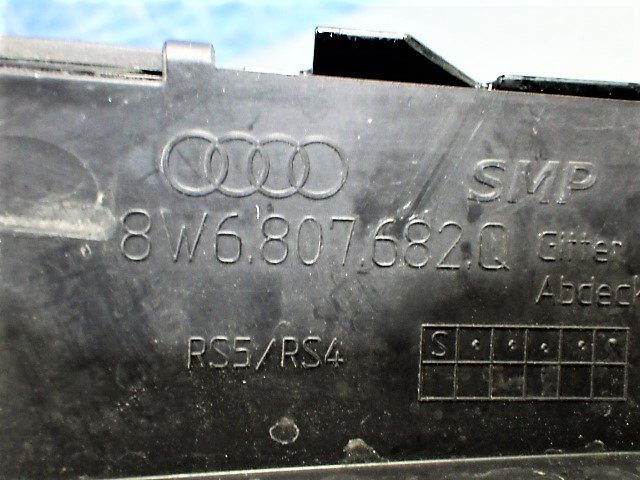 SMP
8W6.807.682.Q Gitter
Abdeck
RS5/RS4
S